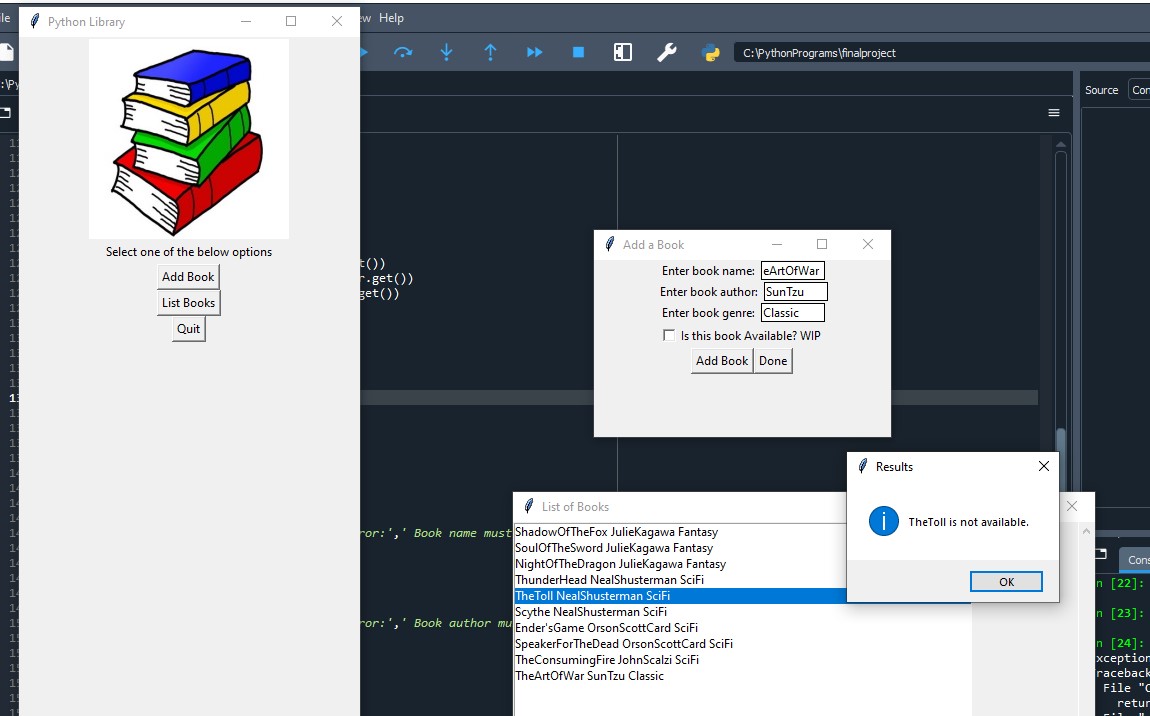 ile
Python Library
ew Help
C:\PythonPrograms\finalproject
:\Py
Source
Con
Select one of the below options
Add Book
List Books
Quit
t())
r.get())
get())
Add a Book
Enter book name: eArtOfWar
Enter book author: SunTzu
Enter book genre: Classic
Is this book Available? WIP
Add Book Done
Results
TheToll is not available.
OK
List of Books
ror:',' Book name must
ror:',' Book author mu
ShadowOfTheFox JulieKagawa Fantasy
SoulOfTheSword JulieKagawa Fantasy
NightOfTheDragon JulieKagawa Fantasy
ThunderHead NealShusterman SciFi
TheToll NealShusterman SciFi
Scythe NealShusterman SciFi
Ender'sGame OrsonScottCard SciFi
SpeakerForTheDead OrsonScottCard SciFi
TheConsumingFire JohnScalzi SciFi
TheArtOfWar SunTzu Classic
Cons
n [22]:
n [23]:
n [24]:
xception
raceback
File "C
retur